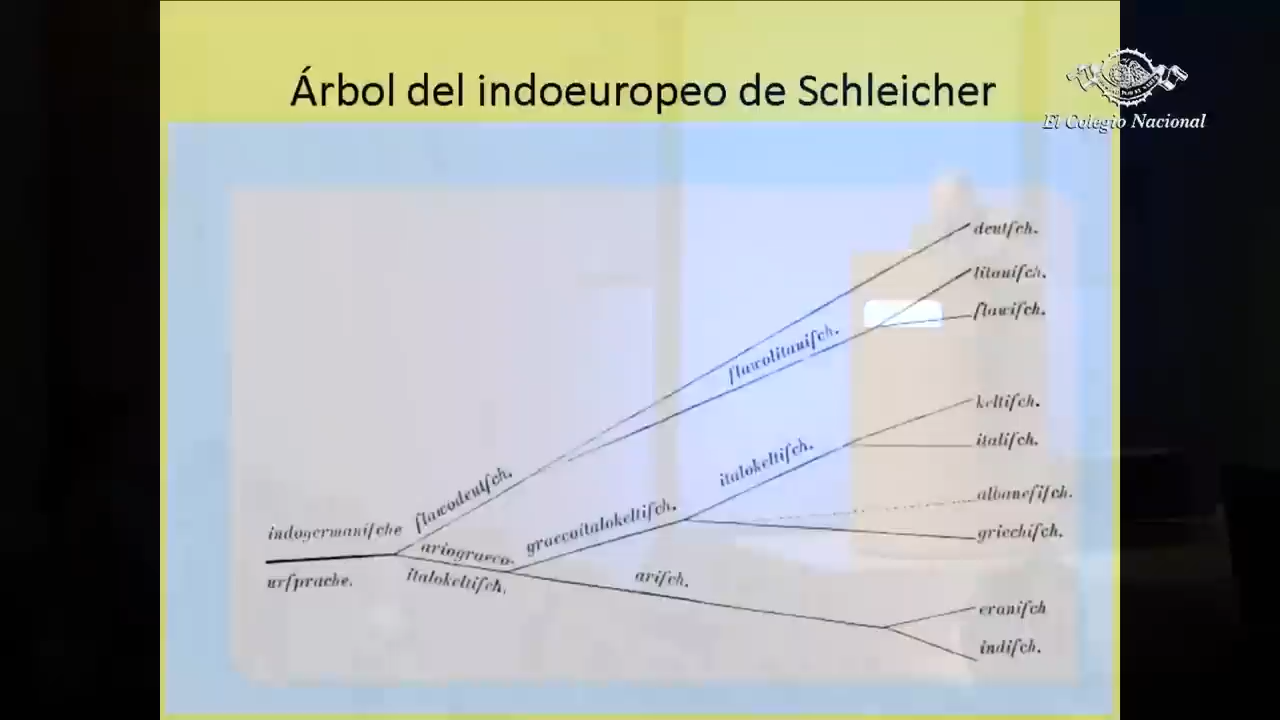 Árbol del indoeuropeo de Schleicher
El Colegio Nacional
deutſch.
litauiſch.
ſlawiſch.
ſlawolitauiſch.
keltiſch.
italiſch.
italokeltiſch.
albaneſiſch.
griechiſch.
ſlawodeutſch.
graecoitalokeltiſch.
indogermaniſche
urſprache.
ariograeco-
italokeltiſch.
ariſch.
eraniſch
indiſch.